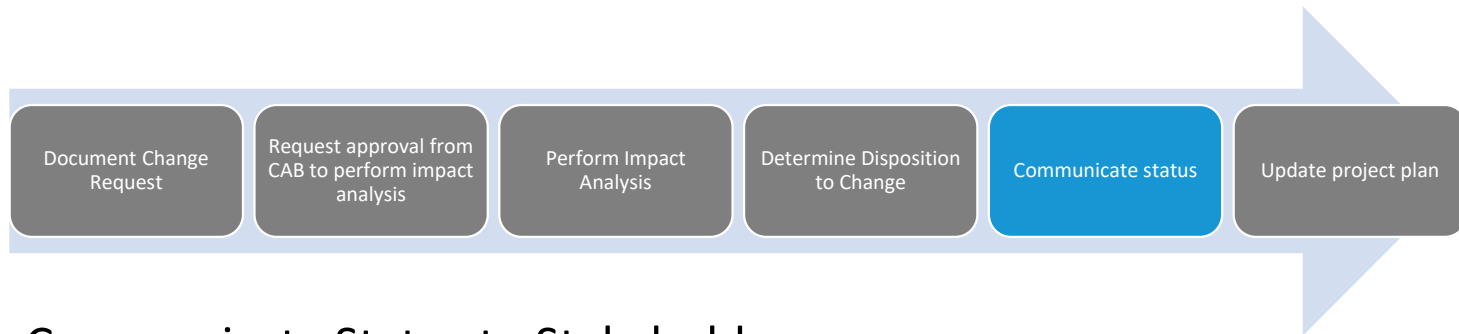 Document Change
Request
Request approval from
CAB to perform impact
analysis
Perform Impact
Analysis
Determine Disposition
to Change
Communicate status
Update project plan